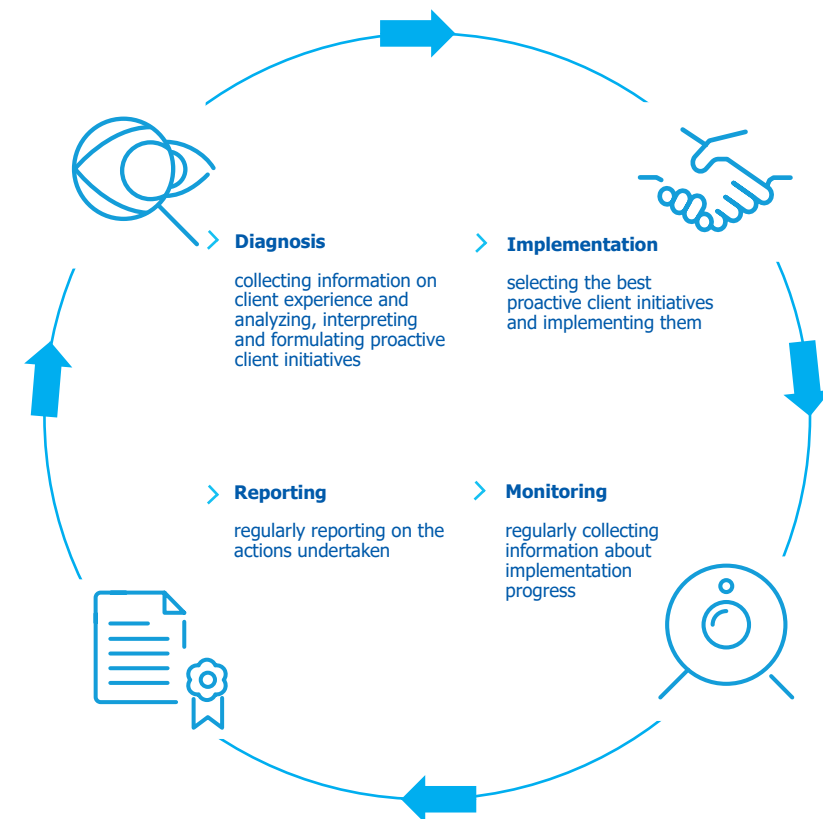 Diagnosis
collecting information on
client experience and
analyzing, interpreting
and formulating proactive
client initiatives
Implementation
selecting the best
proactive client initiatives
and implementing them
Reporting
regularly reporting on the
actions undertaken
Monitoring
regularly collecting
information about
implementation
progress